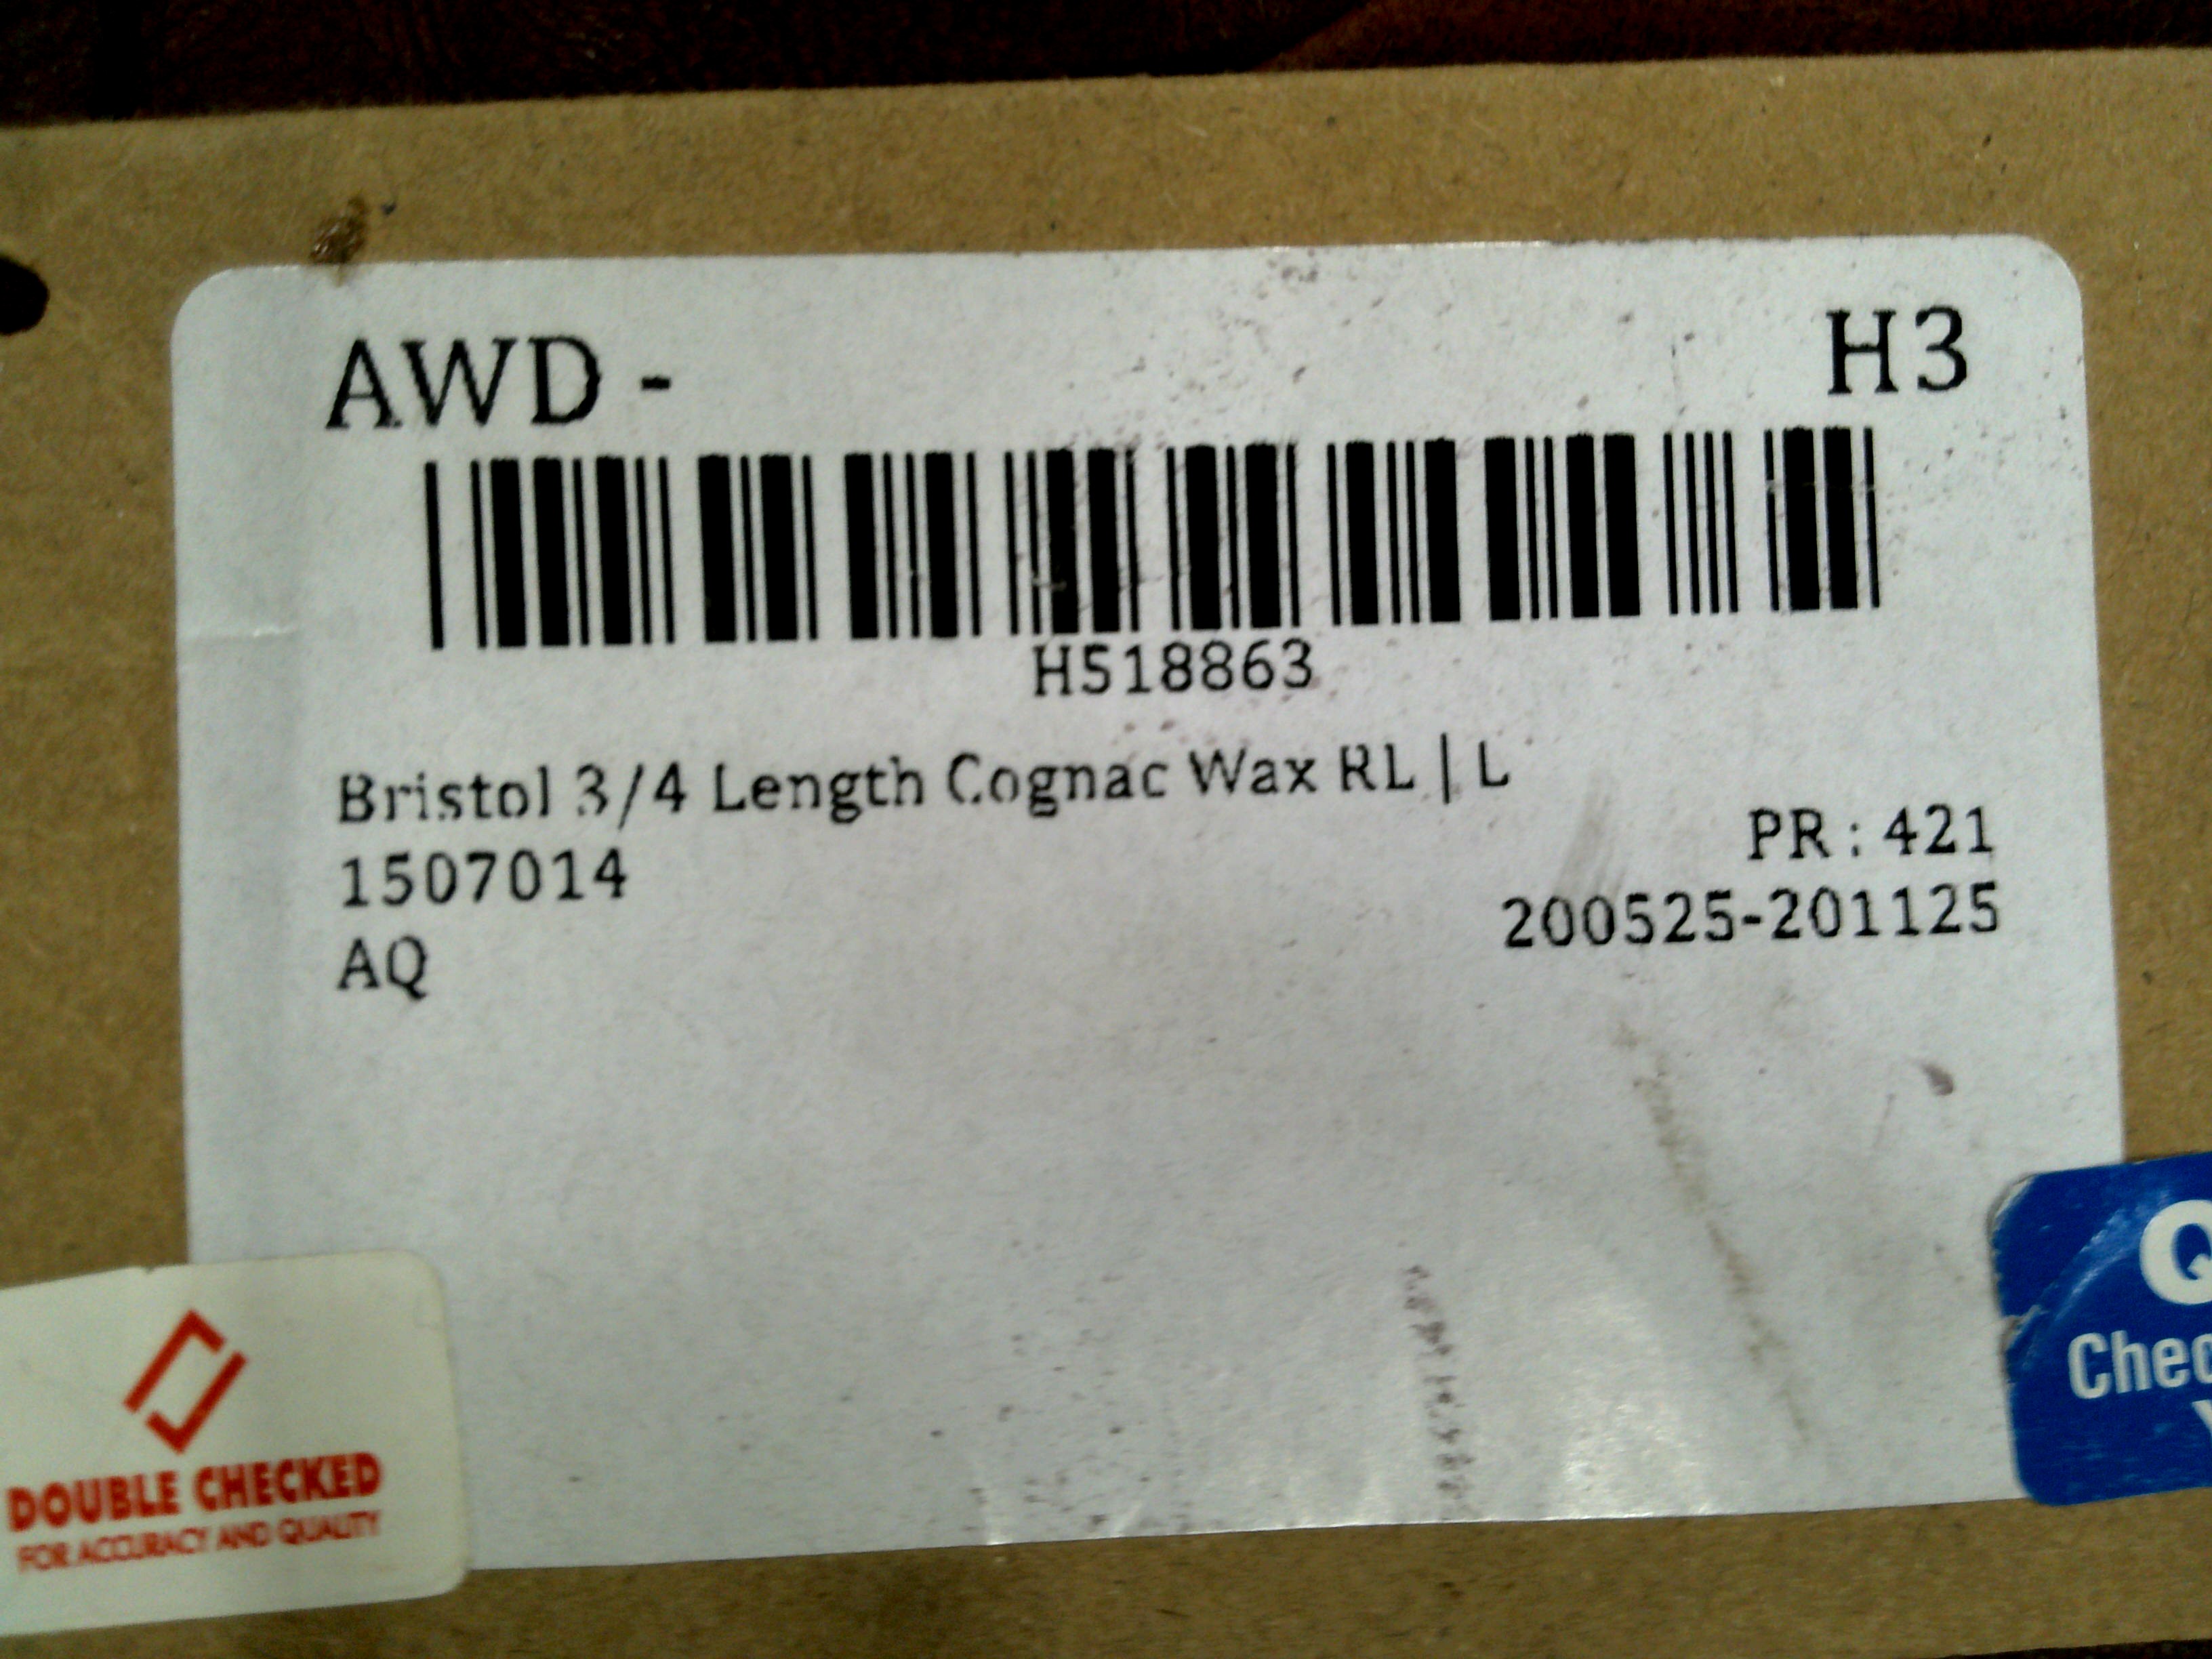 AWD - H3
H518863
Bristol 3/4 Length Cognac Wax RL | L
PR : 421
1507014
200525-201125
AQ
DOUBLE CHECKED
FOR ACCURACY AND QUALITY